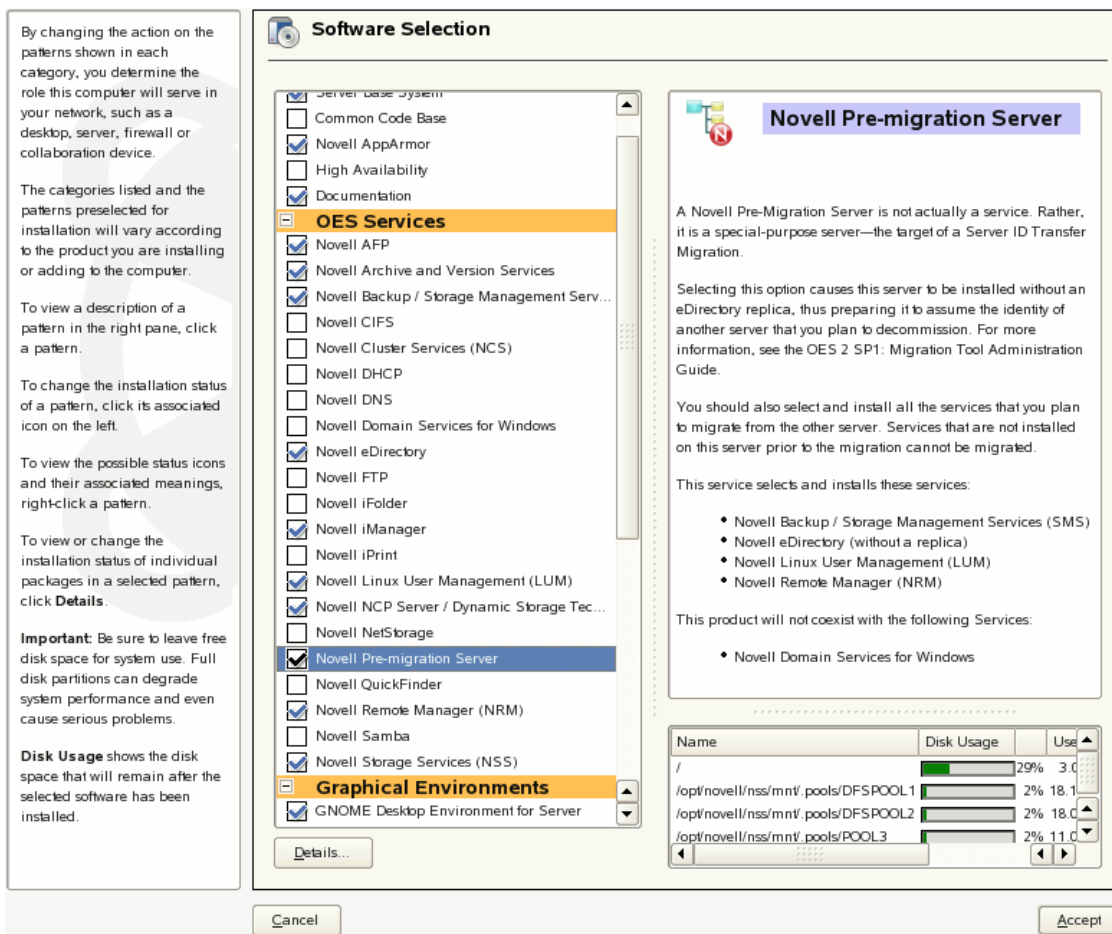 By changing the action on the
patterns shown in each
category, you determine the
role this computer will serve in
your network, such as a
desktop, server, firewall or
collaboration device.
The categories listed and the
patterns preselected for
installation will vary according
to the product you are installing
or adding to the computer.
To view a description of a
pattern in the right pane, click
a pattern.
To change the installation status
of a pattern, click its associated
icon on the left.
To view the possible status icons
and their associated meanings,
right-click a pattern.
To view or change the
installation status of individual
packages in a selected pattern,
click Details.
Important: Be sure to leave free
disk space for system use. Full
disk partitions can degrade
system performance and even
cause serious problems.
Disk Usage shows the disk
space that will remain after the
selected software has been
installed.
Software Selection
Server Base System
Common Code Base
Novell AppArmor
High Availability
Documentation
OES Services
Novell AFP
Novell Archive and Version Services
Novell Backup / Storage Management Serv...
Novell CIFS
Novell Cluster Services (NCS)
Novell DHCP
Novell DNS
Novell Domain Services for Windows
Novell eDirectory
Novell FTP
Novell iFolder
Novell iManager
Novell iPrint
Novell Linux User Management (LUM)
Novell NCP Server / Dynamic Storage Tec...
Novell NetStorage
Novell Pre-migration Server
Novell QuickFinder
Novell Remote Manager (NRM)
Novell Samba
Novell Storage Services (NSS)
Graphical Environments
GNOME Desktop Environment for Server
Details...
N
Novell Pre-migration Server
A Novell Pre-Migration Server is not actually a service. Rather,
it is a special-purpose server—the target of a Server ID Transfer
Migration.
Selecting this option causes this server to be installed without an
eDirectory replica, thus preparing it to assume the identity of
another server that you plan to decommission. For more
information, see the OES 2 SP1: Migration Tool Administration
Guide.
You should also select and install all the services that you plan
to migrate from the other server. Services that are not installed
on this server prior to the migration cannot be migrated.
This service selects and installs these services:
• Novell Backup / Storage Management Services (SMS)
• Novell eDirectory (without a replica)
• Novell Linux User Management (LUM)
• Novell Remote Manager (NRM)
This product will not coexist with the following Services:
• Novell Domain Services for Windows
Name Disk Usage Use
/ 29% 3.0
/opt/novell/nss/mnt/.pools/DFSPOOL1 2% 18.1
/opt/novell/nss/mnt/.pools/DFSPOOL2 2% 18.0
/opt/novell/nss/mnt/.pools/POOL3 2% 11.0
Cancel
Accept